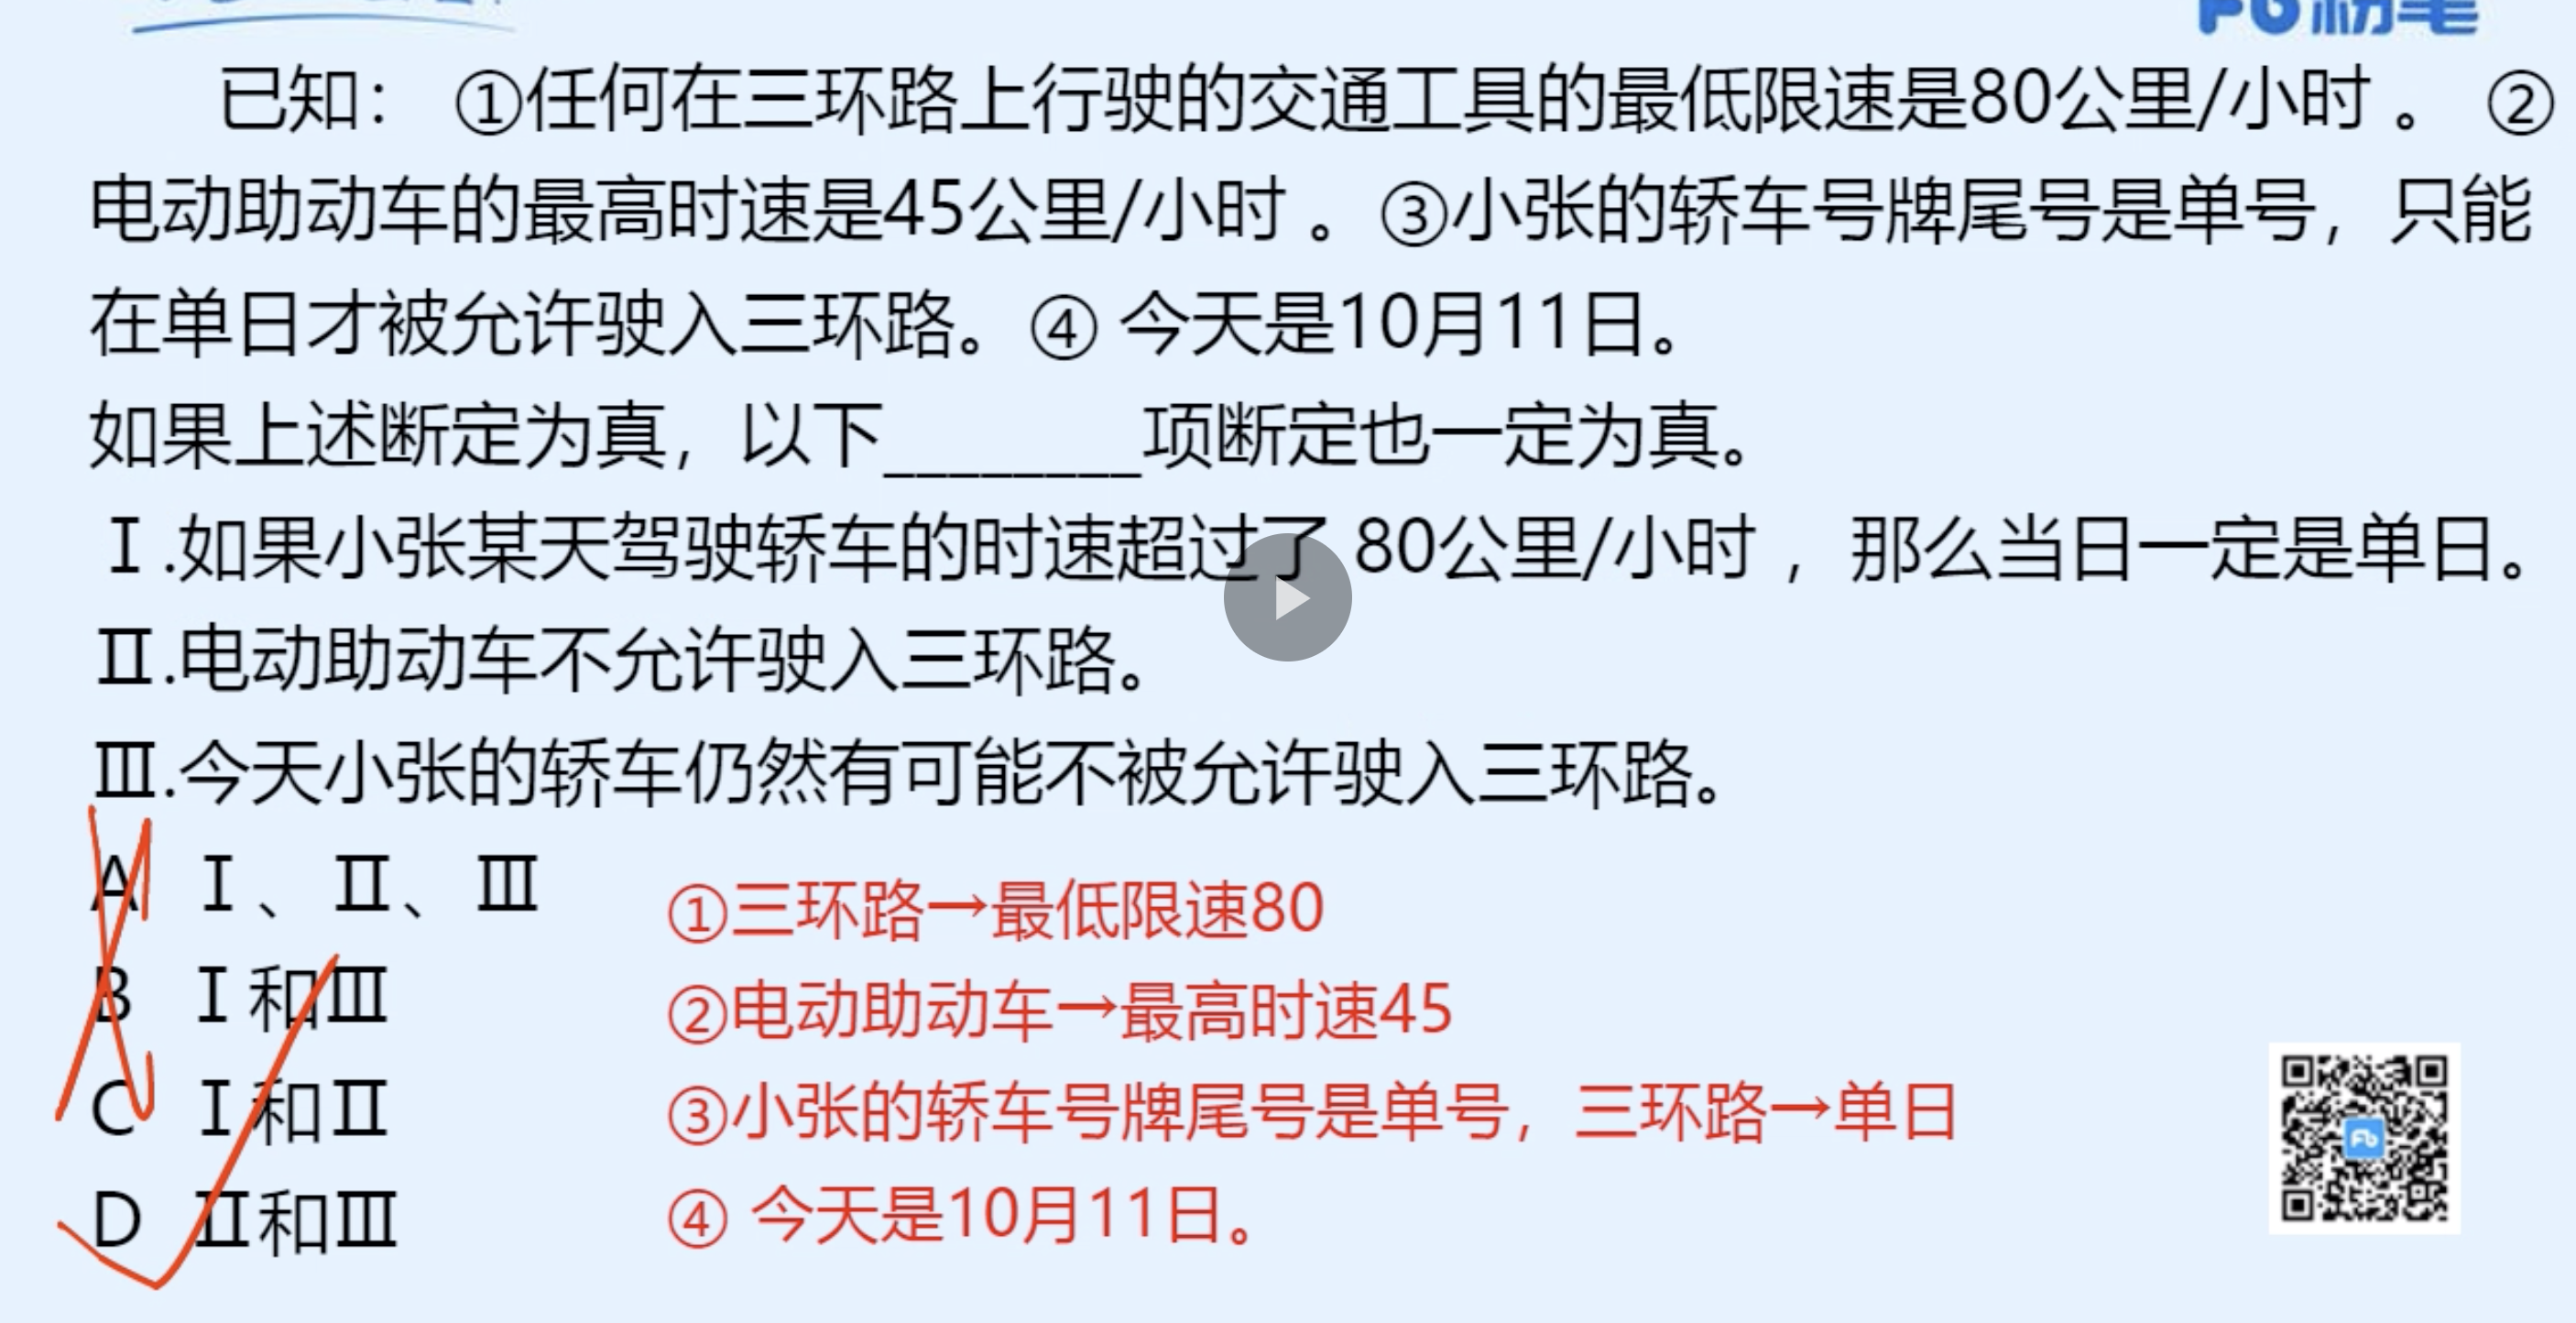 粉笔
已知： ①任何在三环路上行驶的交通工具的最低限速是80公里/小时 。 ②
电动助动车的最高时速是45公里/小时 。③小张的轿车号牌尾号是单号，只能
在单日才被允许驶入三环路。④ 今天是10月11日。
如果上述断定为真，以下________项断定也一定为真。
Ⅰ.如果小张某天驾驶轿车的时速超过了 80公里/小时 ，那么当日一定是单日。
Ⅱ.电动助动车不允许驶入三环路。
Ⅲ.今天小张的轿车仍然有可能不被允许驶入三环路。
A Ⅰ、Ⅱ、Ⅲ
B Ⅰ和Ⅲ
C Ⅰ和Ⅱ
D Ⅱ和Ⅲ
①三环路→最低限速80
②电动助动车→最高时速45
③小张的轿车号牌尾号是单号，三环路→单日
④ 今天是10月11日。
Fb